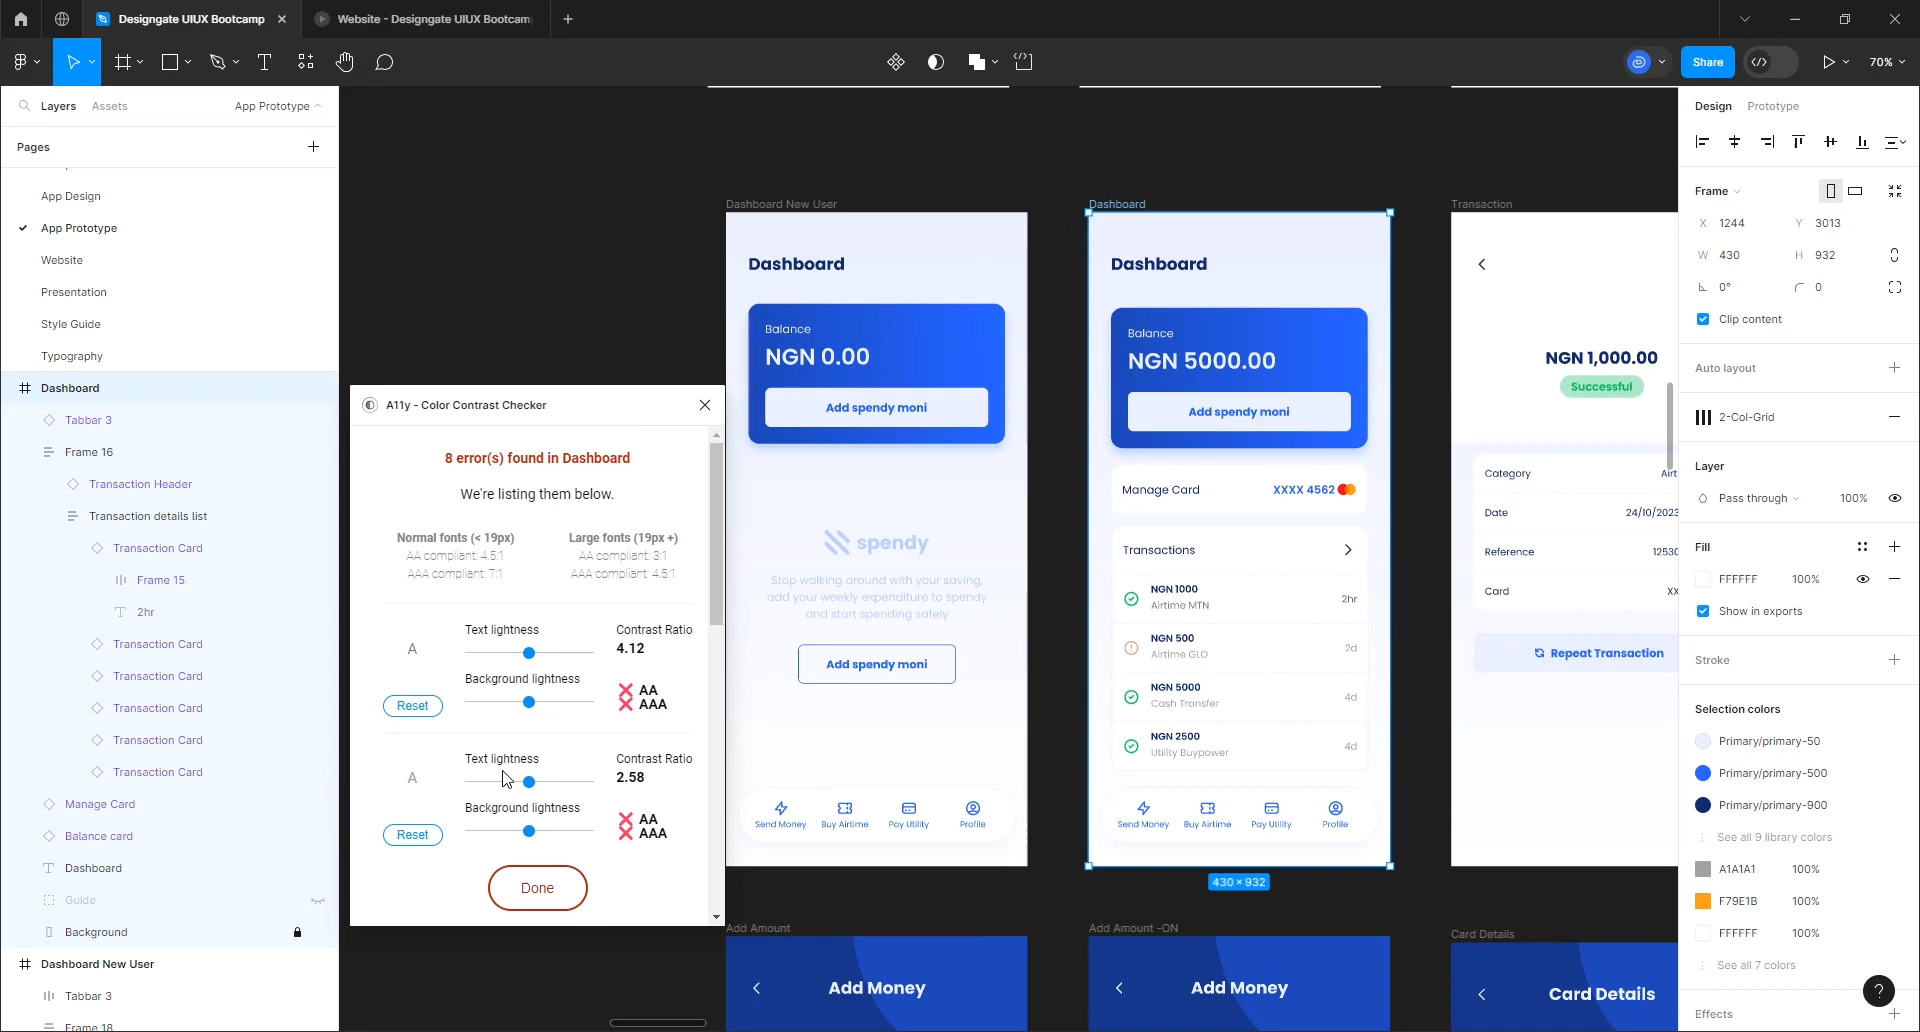 Designgate UIUX Bootcamp
Website - Designgate UIUX Bootcam
Share
70%
Layers
Assets
App Prototype
Pages
App Design
App Prototype
Website
Presentation
Style Guide
Typography
Dashboard
Tabbar 3
Frame 16
Transaction Header
Transaction details list
Transaction Card
Frame 15
2hr
Transaction Card
Transaction Card
Transaction Card
Transaction Card
Transaction Card
Manage Card
Balance card
Dashboard
Guide
Background
Dashboard New User
Tabbar 3
Frame 18
A11y - Color Contrast Checker
8 error(s) found in Dashboard
We're listing them below.
Normal fonts (< 19px)
AA compliant: 4.5:1
AAA compliant: 7:1
Large fonts (19px +)
AA compliant: 3:1
AAA compliant: 4.5:1
A
Text lightness
Contrast Ratio
4.12
Background lightness
AA
AAA
Reset
A
Text lightness
Contrast Ratio
2.58
Background lightness
AA
AAA
Reset
Done
Dashboard New User
Dashboard
Balance
NGN 0.00
Add spendy moni
spendy
Stop walking around with your saving,
add your weekly expenditure to spendy
and start spending safely
Add spendy moni
Send Money
Buy Airtime
Pay Utility
Profile
Dashboard
Dashboard
Balance
NGN 5000.00
Add spendy moni
Manage Card
XXXX 4562
Transactions
NGN 1000
Airtime MTN
2hr
NGN 500
Airtime GLO
2d
NGN 5000
Cash Transfer
4d
NGN 2500
Utility Buypower
4d
Send Money
Buy Airtime
Pay Utility
Profile
430 × 932
Transaction
NGN 1,000.00
Successful
Category
Airt
Date
24/10/2023
Reference
12530
Card
XX
Repeat Transaction
Add Amount
Add Money
Add Amount -ON
Add Money
Card Details
Card Details
Design
Prototype
Frame
X 1244
Y 3013
W 430
H 932
0°
0
Clip content
Auto layout
2-Col-Grid
Layer
Pass through
100%
Fill
FFFFFF
100%
Show in exports
Stroke
Selection colors
Primary/primary-50
Primary/primary-500
Primary/primary-900
See all 9 library colors
A1A1A1
100%
F79E1B
100%
FFFFFF
100%
See all 7 colors
?
Effects